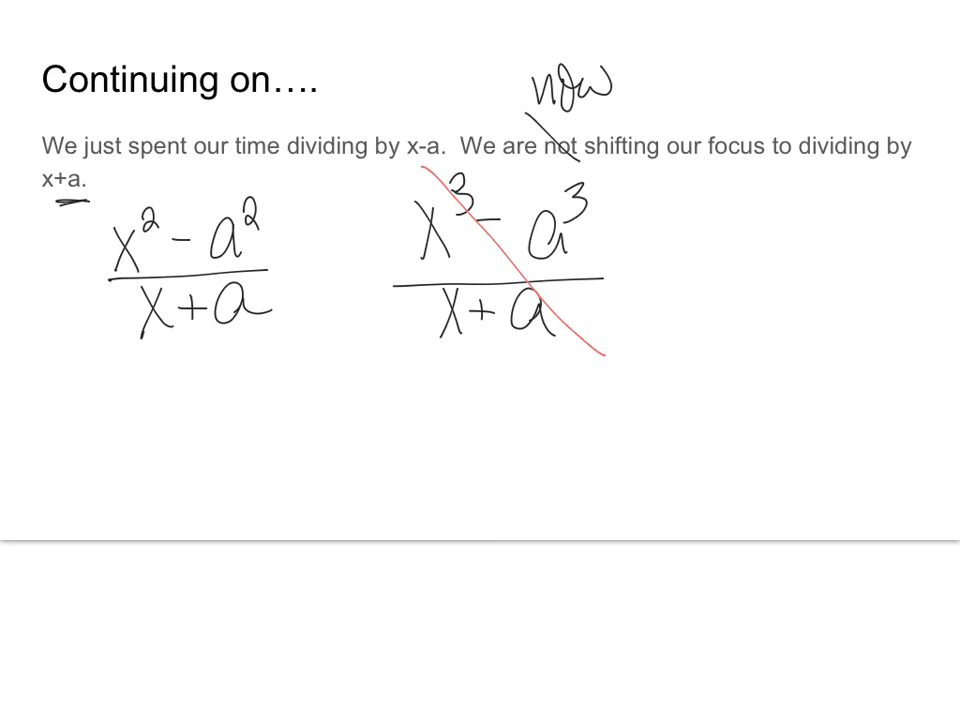 Continuing on….
now
We just spent our time dividing by x-a.  We are not shifting our focus to dividing by
x+a.
x² - a²
x + a
x³ - a³
x + a